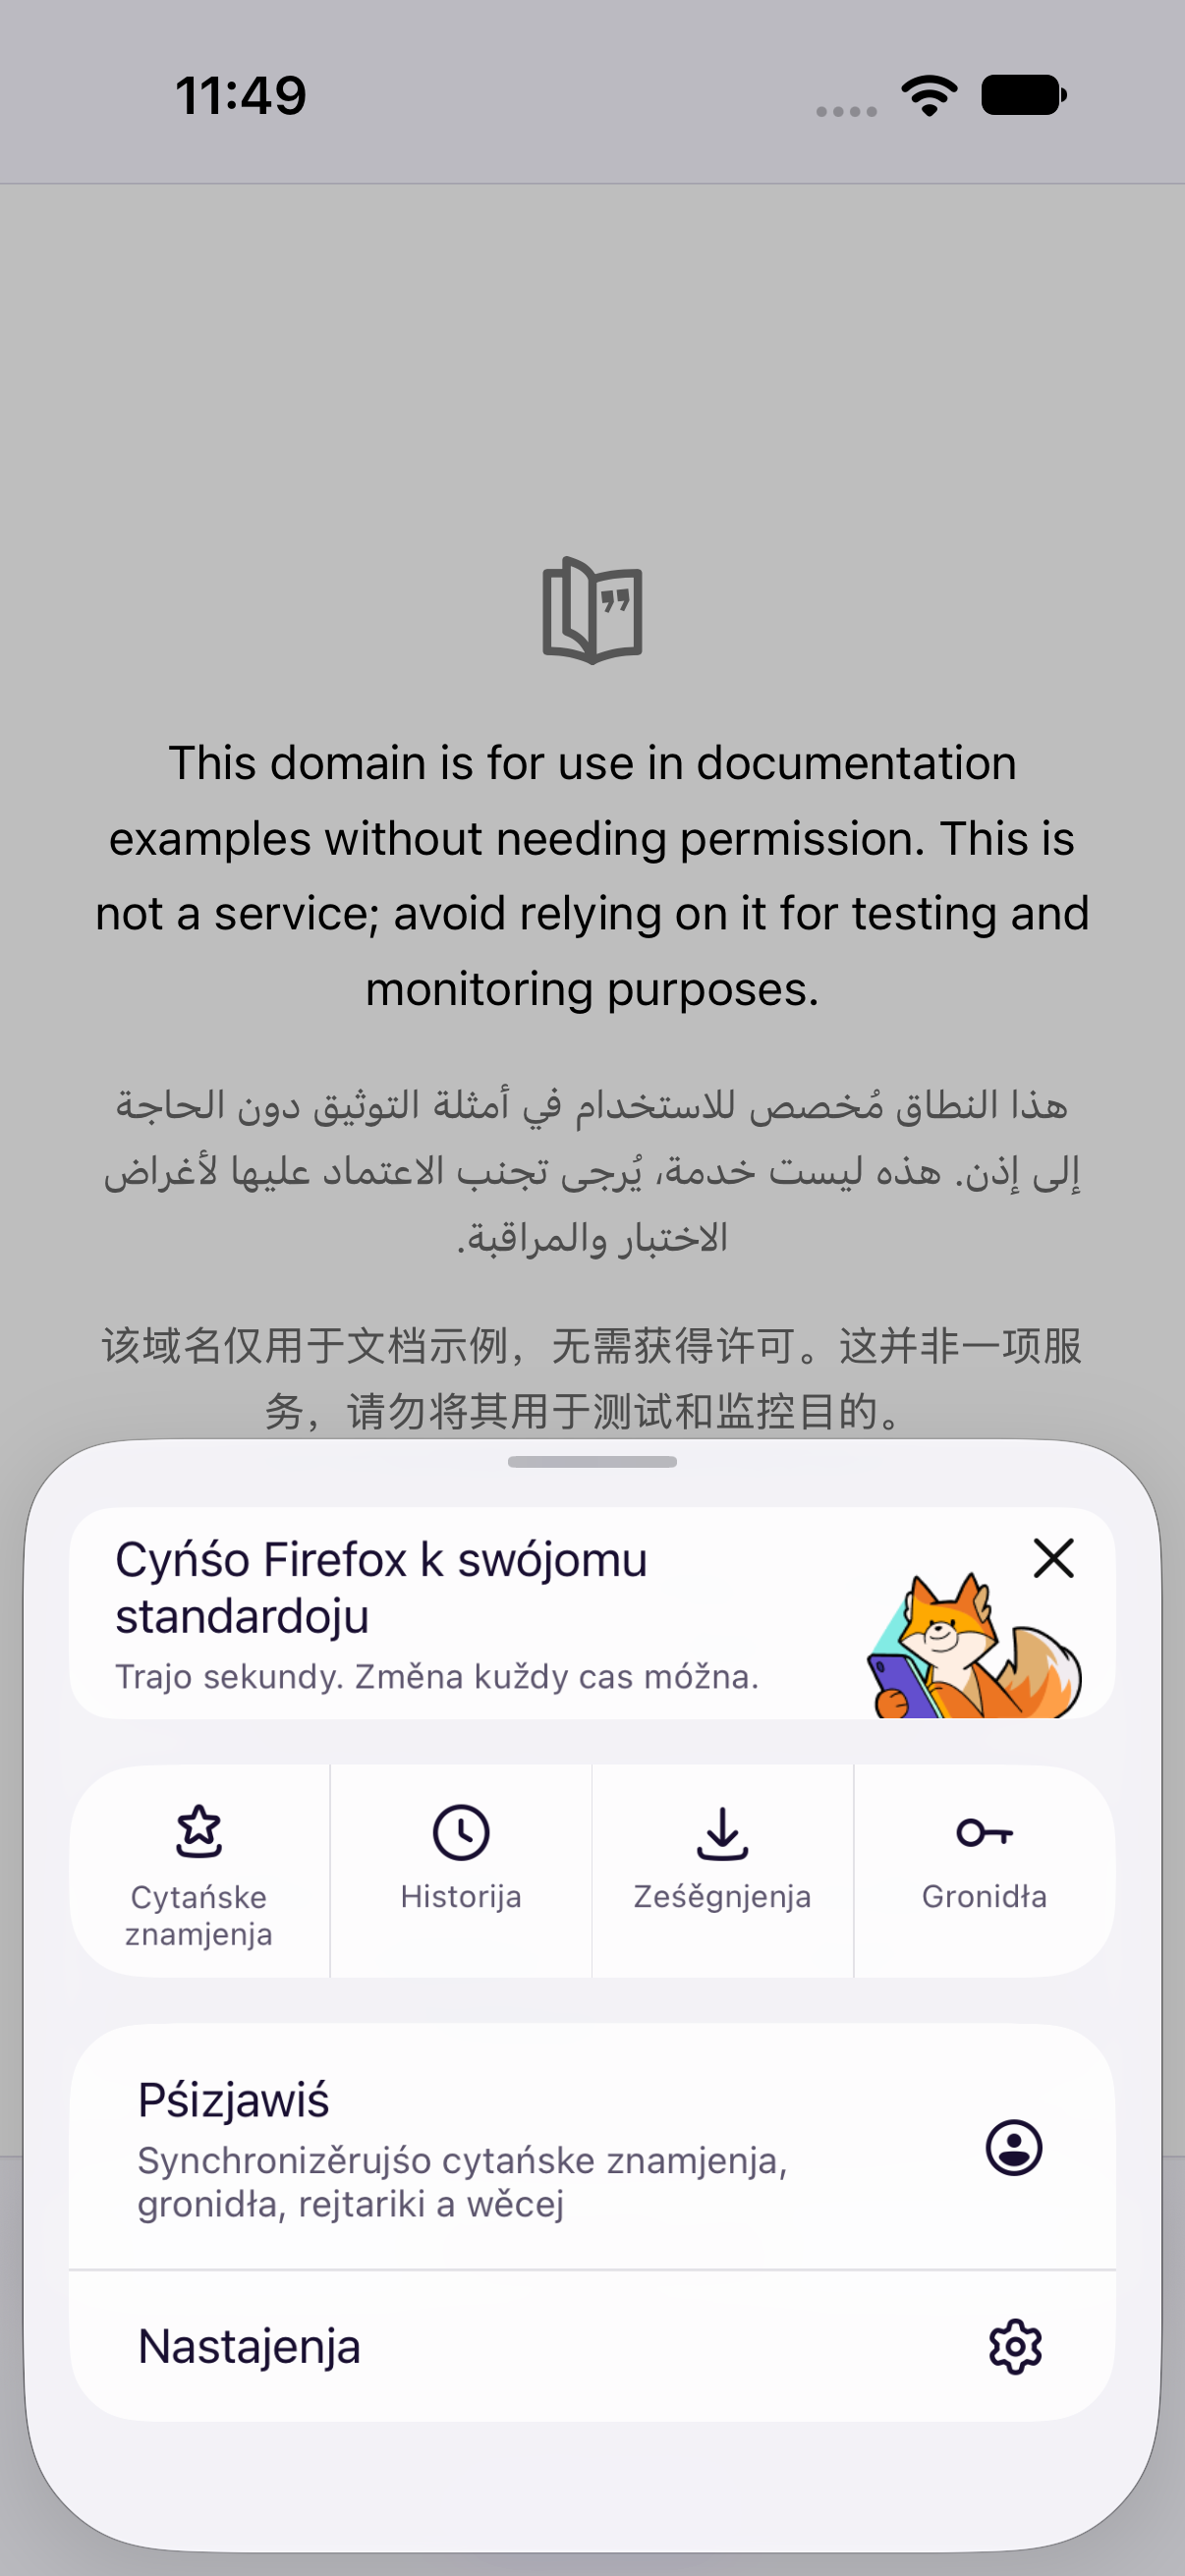 11:49
This domain is for use in documentation
examples without needing permission. This is
not a service; avoid relying on it for testing and
monitoring purposes.
هذا النطاق مُخصص للاستخدام في أمثلة التوثيق دون الحاجة
إلى إذن. هذه ليست خدمة، يُرجى تجنب الاعتماد عليها لأغراض
الاختبار والمراقبة.
该域名仅用于文档示例，无需获得许可。这并非一项服
务，请勿将其用于测试和监控目的。
Cyńśo Firefox k swójomu
standardoju
Trajo sekundy. Změna kuždy cas móžna.
Cytańske
znamjenja
Historija
Ześěgnjenja
Gronidła
Pśizjawiś
Synchronizěrujśo cytańske znamjenja,
gronidła, rejtariki a wěcej
Nastajenja